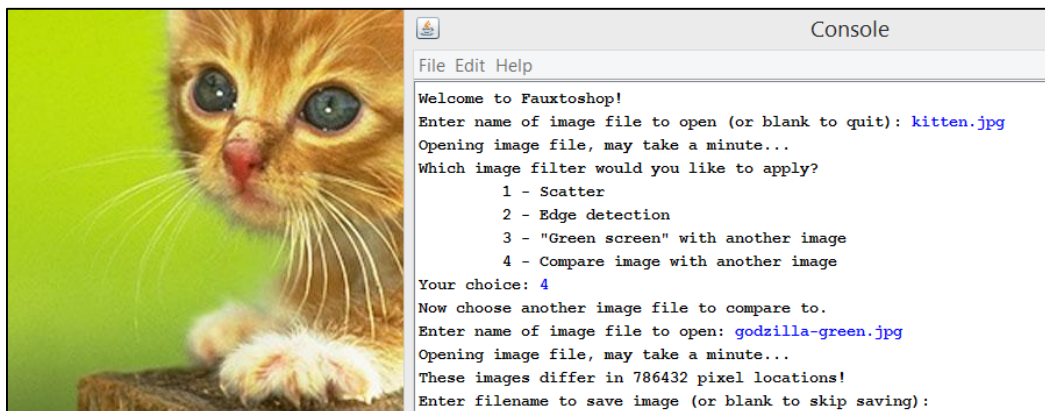 Console
File Edit Help
Welcome to Fauxtoshop!
Enter name of image file to open (or blank to quit): kitten.jpg
Opening image file, may take a minute...
Which image filter would you like to apply?
1 - Scatter
2 - Edge detection
3 - "Green screen" with another image
4 - Compare image with another image
Your choice: 4
Now choose another image file to compare to.
Enter name of image file to open: godzilla-green.jpg
Opening image file, may take a minute...
These images differ in 786432 pixel locations!
Enter filename to save image (or blank to skip saving):